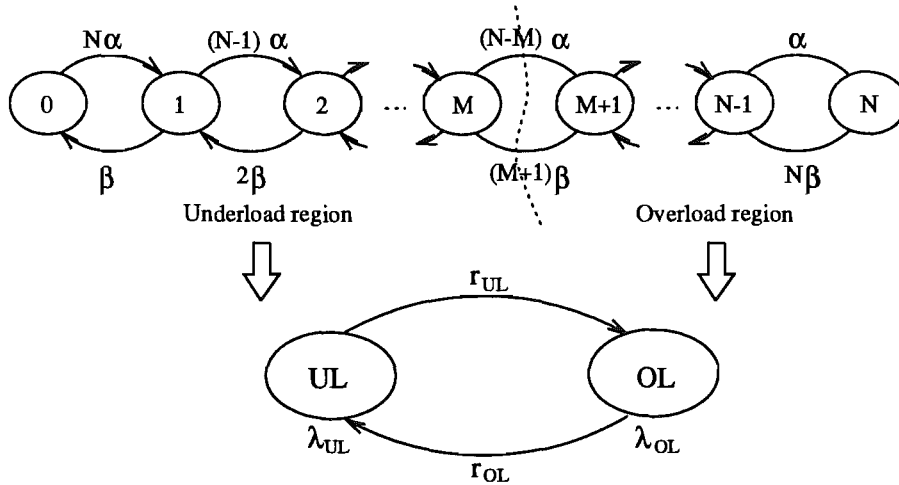 Nα (N-1) α (N-M) α α
0 1 2 ... M M+1 ... N-1 N
β 2β (M+1) β Nβ
Underload region Overload region
r_UL
UL OL
λ_UL λ_OL
r_OL